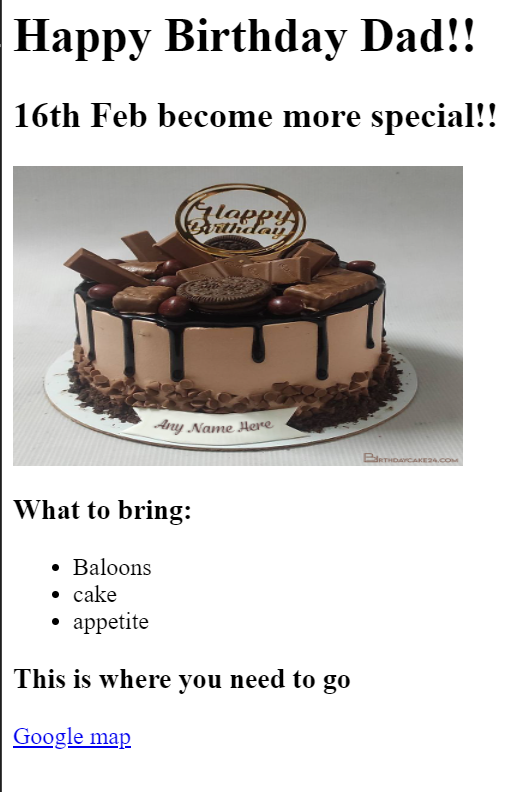 Happy Birthday Dad!!
16th Feb become more special!!
Happy
Birthday
Any Name Here
BIRTHDAYCAKE24.COM
What to bring:
Baloons
cake
appetite
This is where you need to go
Google map